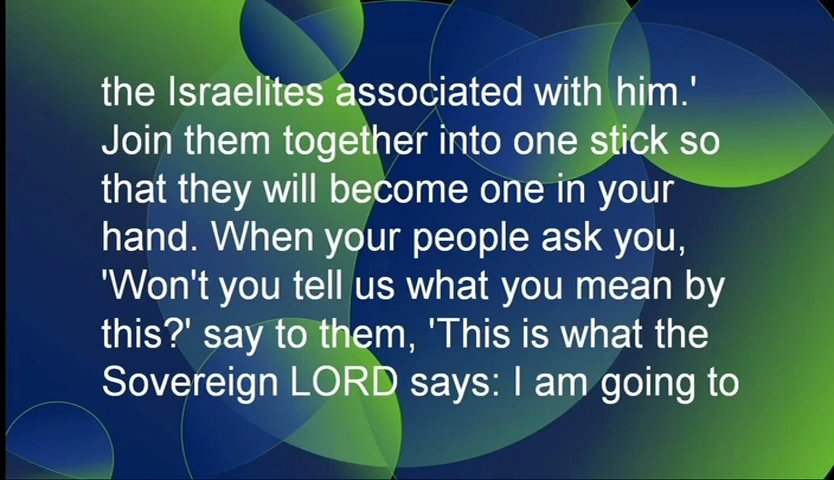 the Israelites associated with him.'
Join them together into one stick so
that they will become one in your
hand. When your people ask you,
'Won't you tell us what you mean by
this?' say to them, 'This is what the
Sovereign LORD says: I am going to